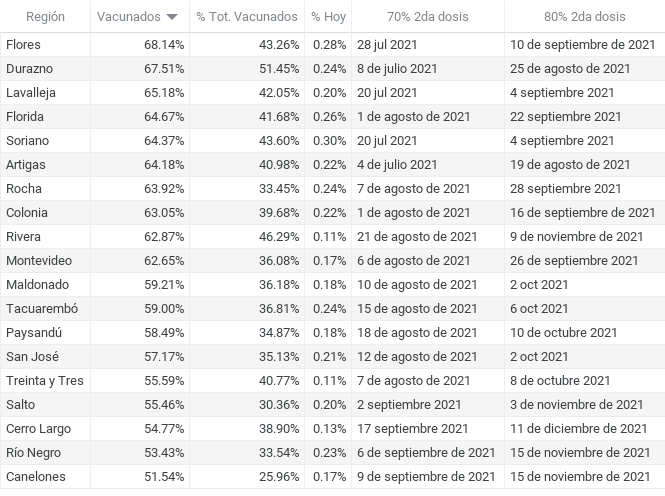 Región Vacunados % Tot. Vacunados % Hoy 70% 2da dosis 80% 2da dosis
Flores 68.14% 43.26% 0.28% 28 jul 2021 10 de septiembre de 2021
Durazno 67.51% 51.45% 0.24% 8 de julio 2021 25 de agosto de 2021
Lavalleja 65.18% 42.05% 0.20% 20 jul 2021 4 septiembre 2021
Florida 64.67% 41.68% 0.26% 1 de agosto de 2021 22 septiembre 2021
Soriano 64.37% 43.60% 0.30% 20 jul 2021 4 septiembre 2021
Artigas 64.18% 40.98% 0.22% 4 de julio 2021 19 de agosto de 2021
Rocha 63.92% 33.45% 0.24% 7 de agosto de 2021 28 septiembre 2021
Colonia 63.05% 39.68% 0.22% 1 de agosto de 2021 16 de septiembre de 2021
Rivera 62.87% 46.29% 0.11% 21 de agosto de 2021 9 de noviembre de 2021
Montevideo 62.65% 36.08% 0.17% 6 de agosto de 2021 26 de septiembre 2021
Maldonado 59.21% 36.18% 0.18% 10 de agosto de 2021 2 oct 2021
Tacuarembó 59.00% 36.81% 0.24% 15 de agosto de 2021 6 oct 2021
Paysandú 58.49% 34.87% 0.18% 18 de agosto de 2021 10 de octubre 2021
San José 57.17% 35.13% 0.21% 12 de agosto de 2021 2 oct 2021
Treinta y Tres 55.59% 40.77% 0.11% 7 de agosto de 2021 8 de octubre 2021
Salto 55.46% 30.36% 0.20% 2 septiembre 2021 3 de noviembre de 2021
Cerro Largo 54.77% 38.90% 0.13% 17 septiembre 2021 11 de diciembre de 2021
Río Negro 53.43% 33.54% 0.23% 6 de septiembre de 2021 15 de noviembre de 2021
Canelones 51.54% 25.96% 0.17% 9 de septiembre de 2021 15 de noviembre de 2021